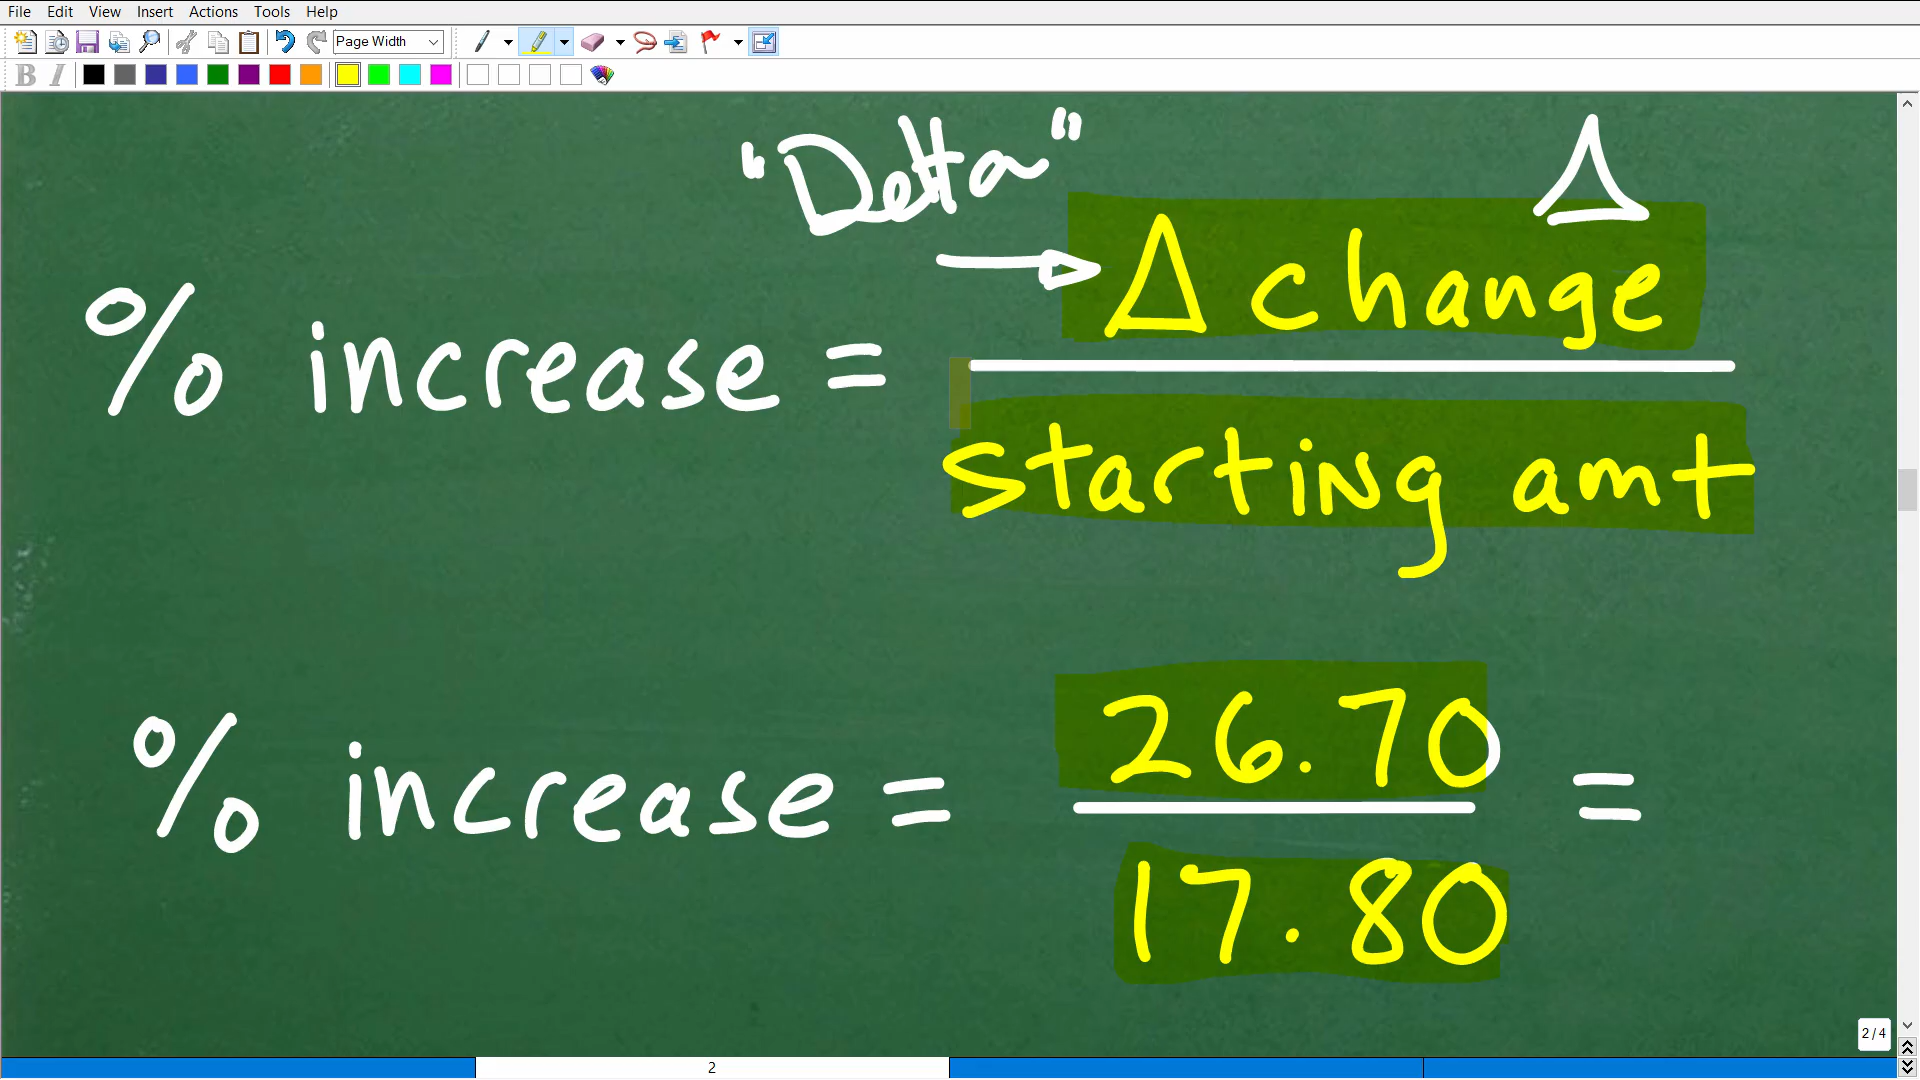 File Edit View Insert Actions Tools Help
Page Width
B I
"Delta" Δ
Δ change
% increase =
starting amt
26.70
% increase = =
17.80
2 / 4
2